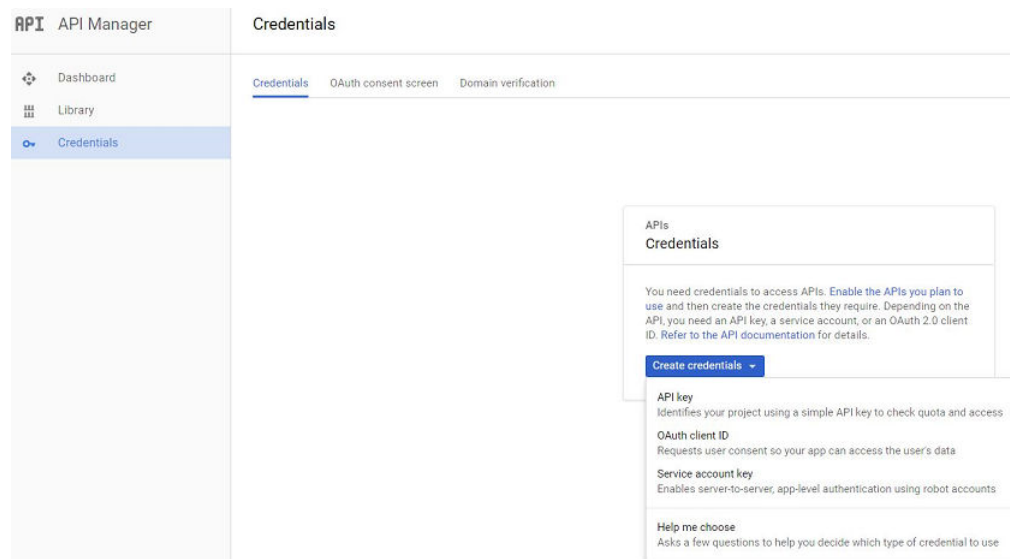 API API Manager
Credentials
Dashboard
Library
Credentials
Credentials OAuth consent screen Domain verification
APIs
Credentials
You need credentials to access APIs. Enable the APIs you plan to
use and then create the credentials they require. Depending on the
API, you need an API key, a service account, or an OAuth 2.0 client
ID. Refer to the API documentation for details.
Create credentials
API key
Identifies your project using a simple API key to check quota and access
OAuth client ID
Requests user consent so your app can access the user's data
Service account key
Enables server-to-server, app-level authentication using robot accounts
Help me choose
Asks a few questions to help you decide which type of credential to use